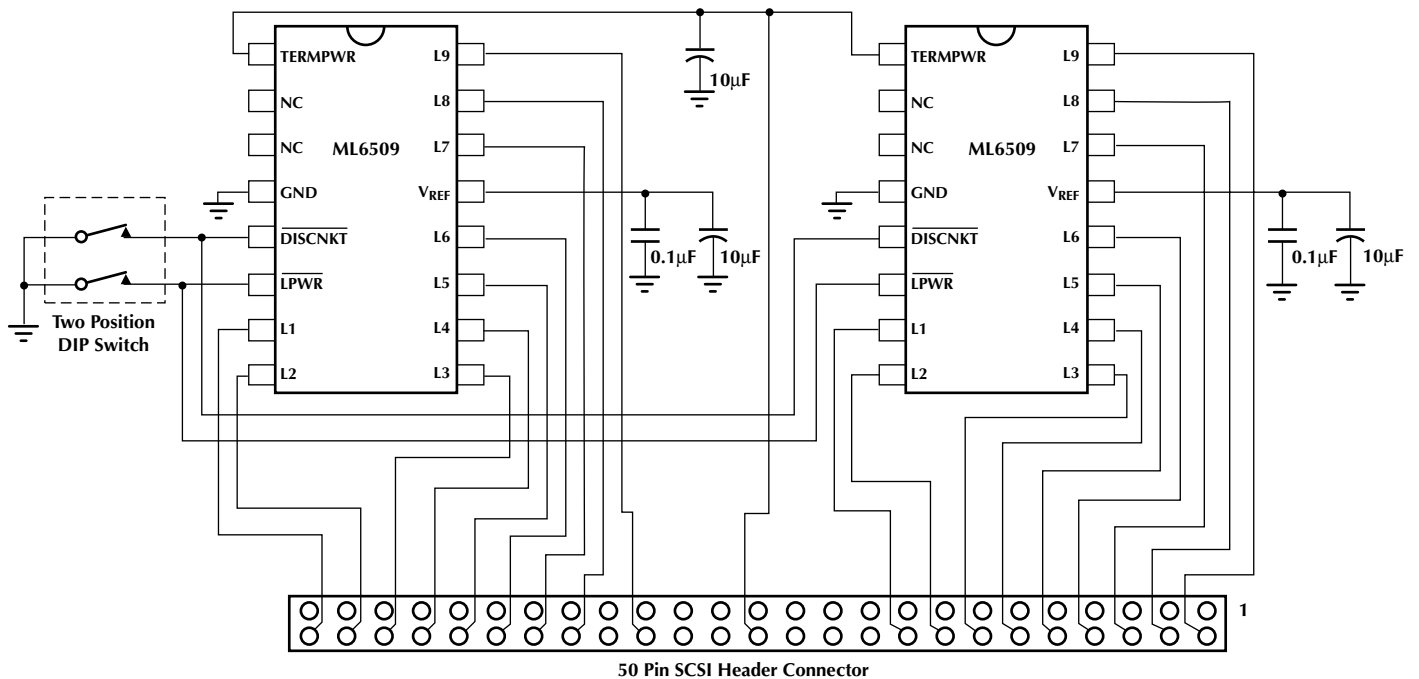 TERMPWR
NC
NC
GND
DISCNKT
LPWR
L1
L2
ML6509
L9
L8
L7
VREF
L6
L5
L4
L3
10µF
0.1µF
10µF
Two Position
DIP Switch
TERMPWR
NC
NC
GND
DISCNKT
LPWR
L1
L2
ML6509
L9
L8
L7
VREF
L6
L5
L4
L3
0.1µF
10µF
1
50 Pin SCSI Header Connector